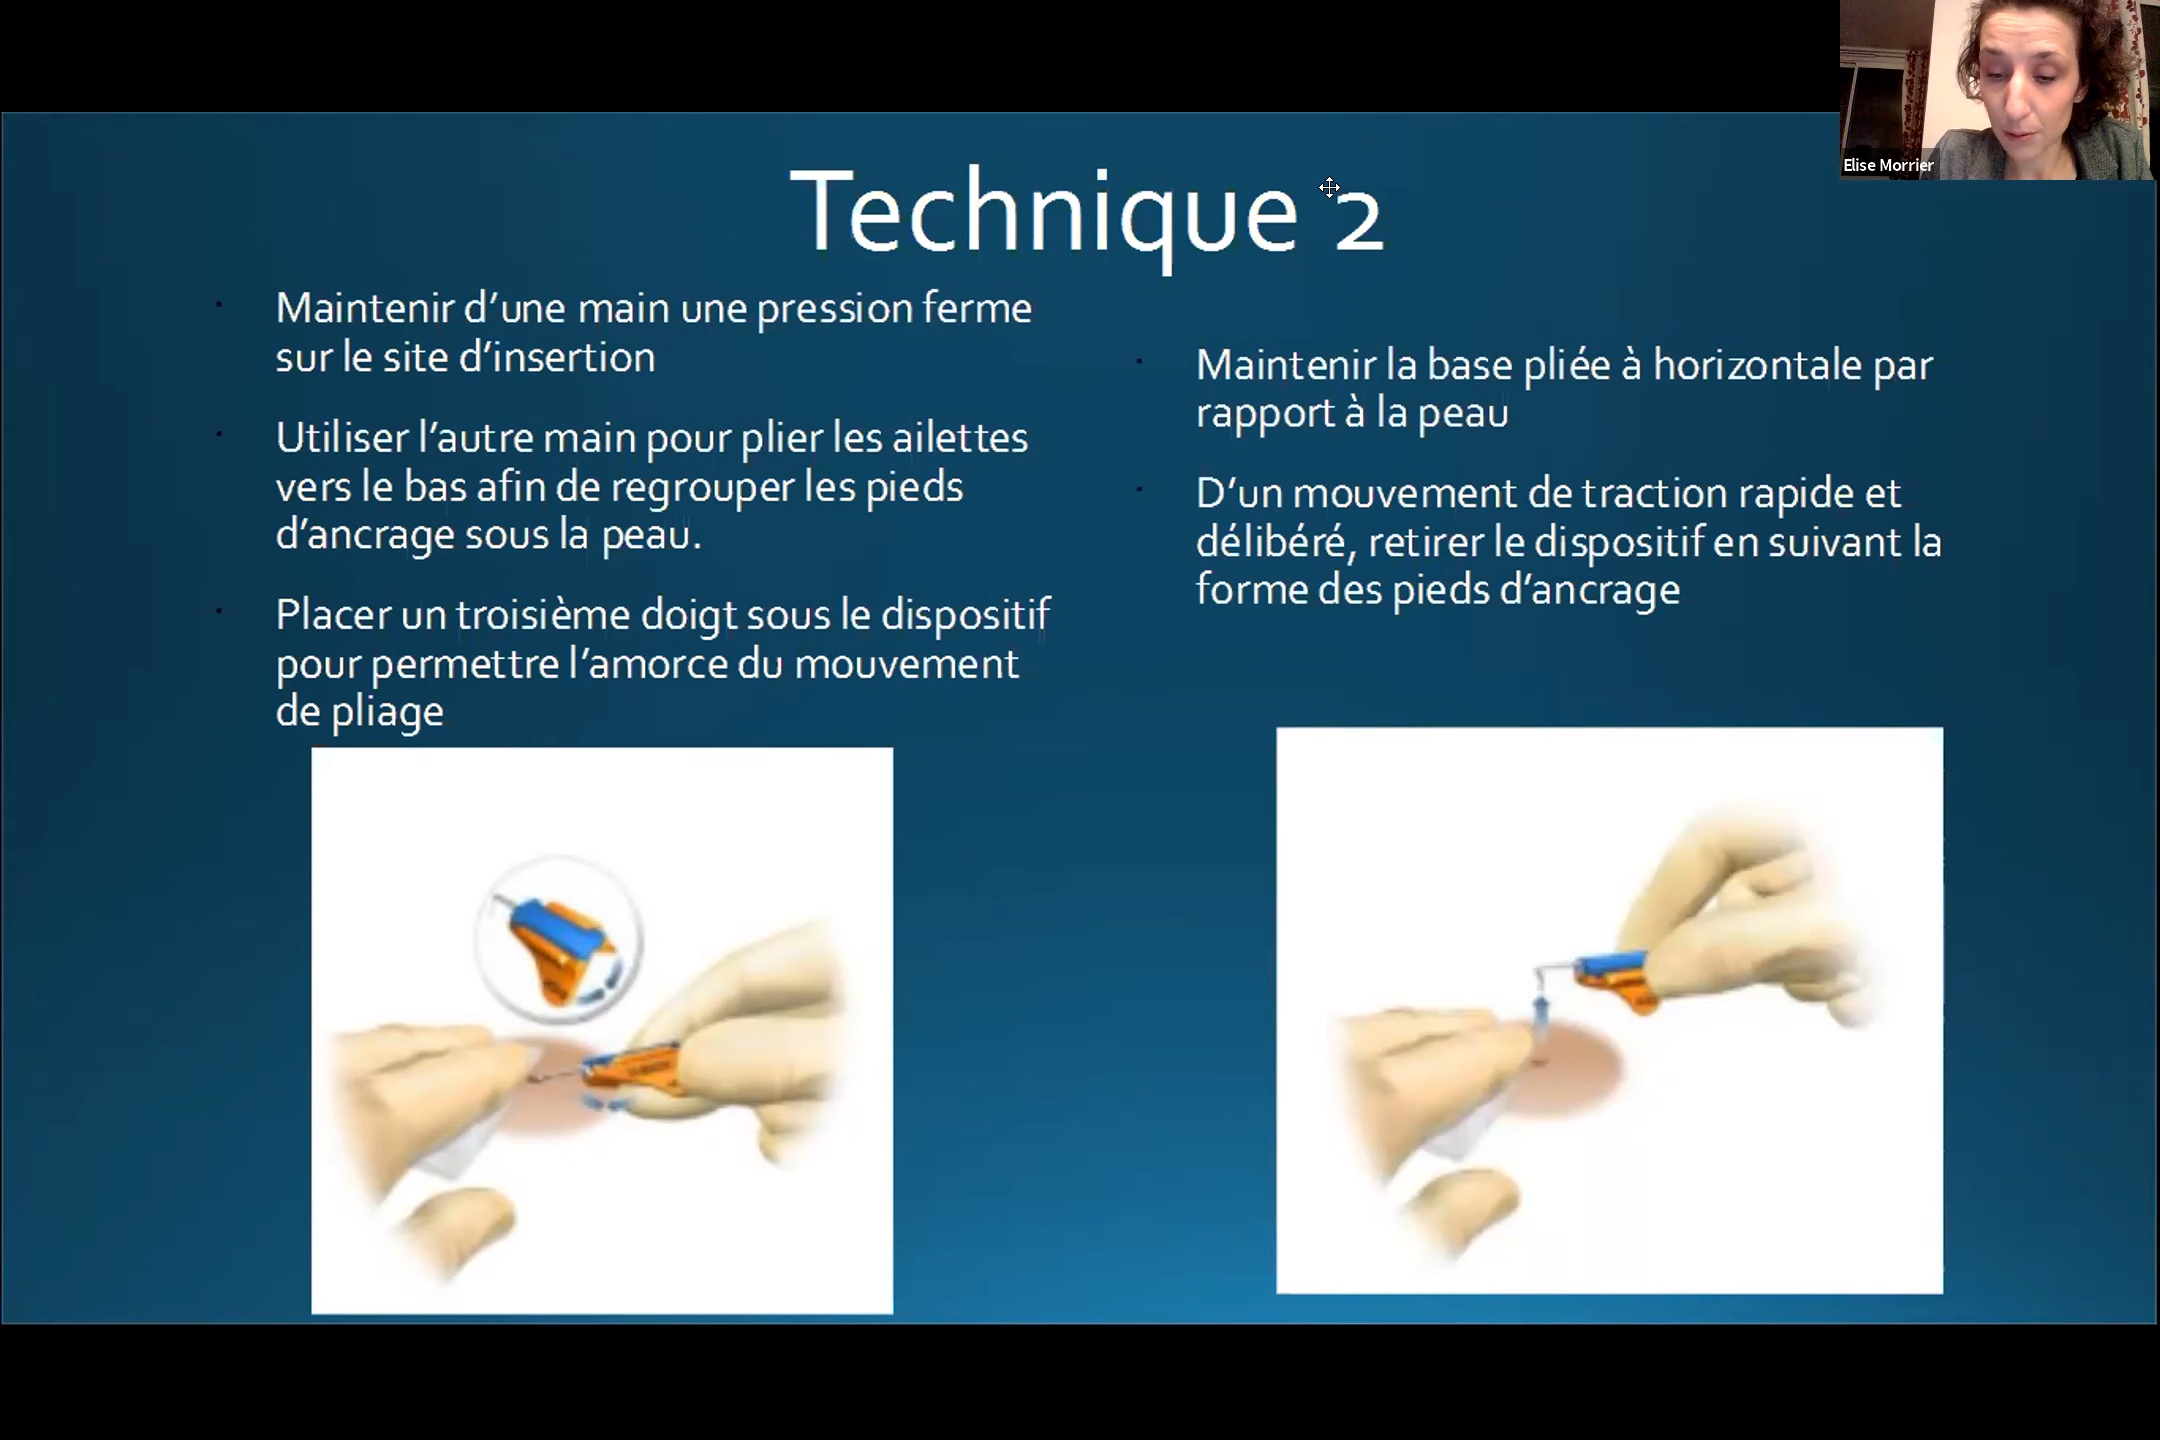 Elise Morrier
Technique 2
Maintenir d’une main une pression ferme
sur le site d’insertion
Utiliser l’autre main pour plier les ailettes
vers le bas afin de regrouper les pieds
d’ancrage sous la peau.
Placer un troisième doigt sous le dispositif
pour permettre l’amorce du mouvement
de pliage
Maintenir la base pliée à horizontale par
rapport à la peau
D’un mouvement de traction rapide et
délibéré, retirer le dispositif en suivant la
forme des pieds d’ancrage